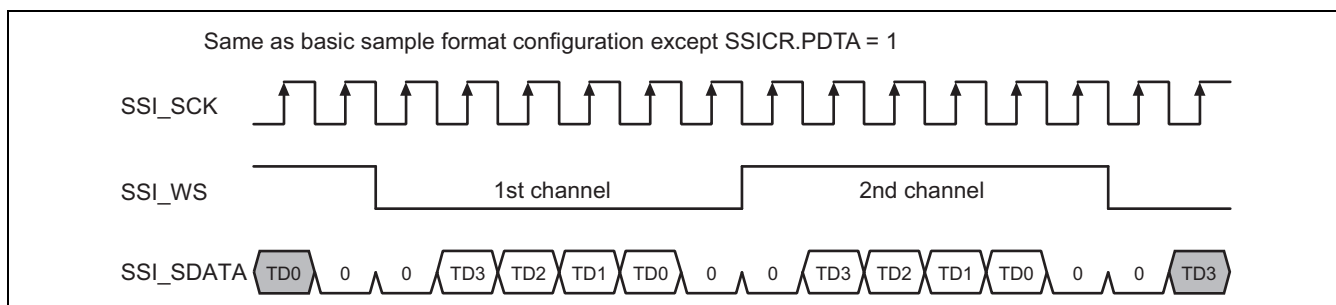 Same as basic sample format configuration except SSICR.PDTA = 1
SSI_SCK
SSI_WS 1st channel 2nd channel
SSI_SDATA TD0 0 0 TD3 TD2 TD1 TD0 0 0 TD3 TD2 TD1 TD0 0 0 TD3